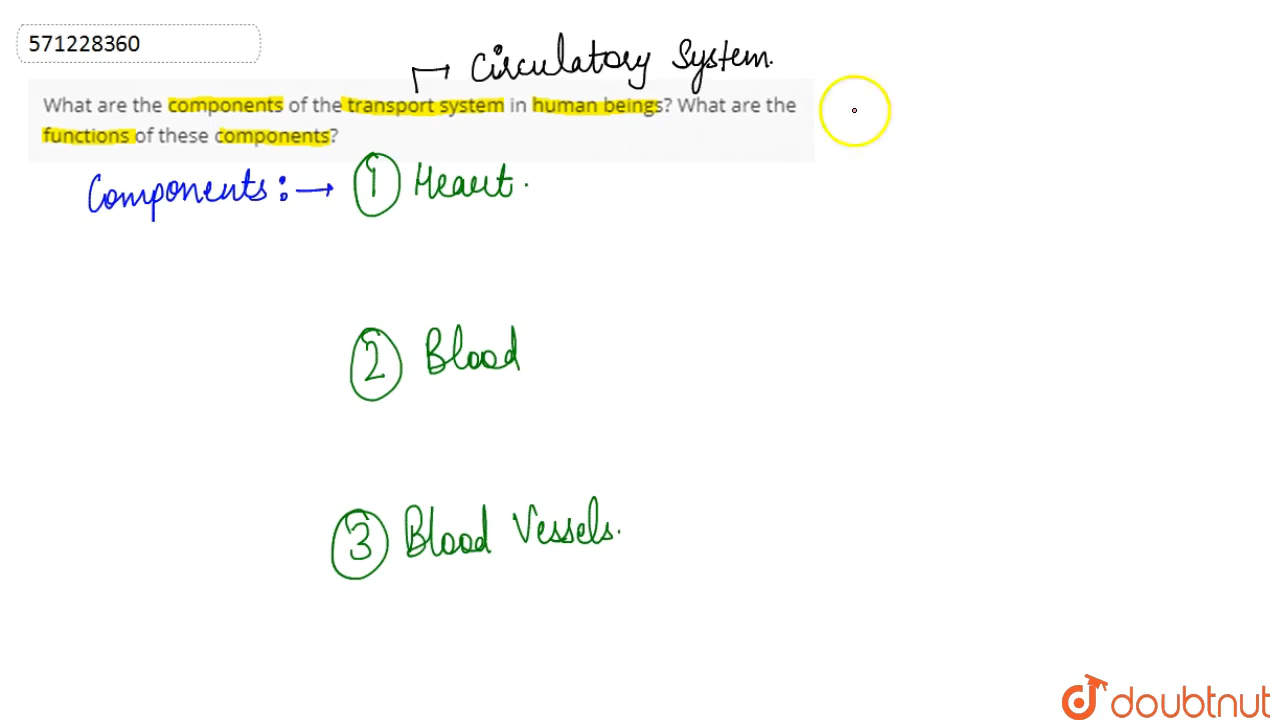 571228360
Circulatory System.
What are the components of the transport system in human beings? What are the
functions of these components?
Components : → 1 Heart.
2 Blood
3 Blood Vessels.
doubtnut